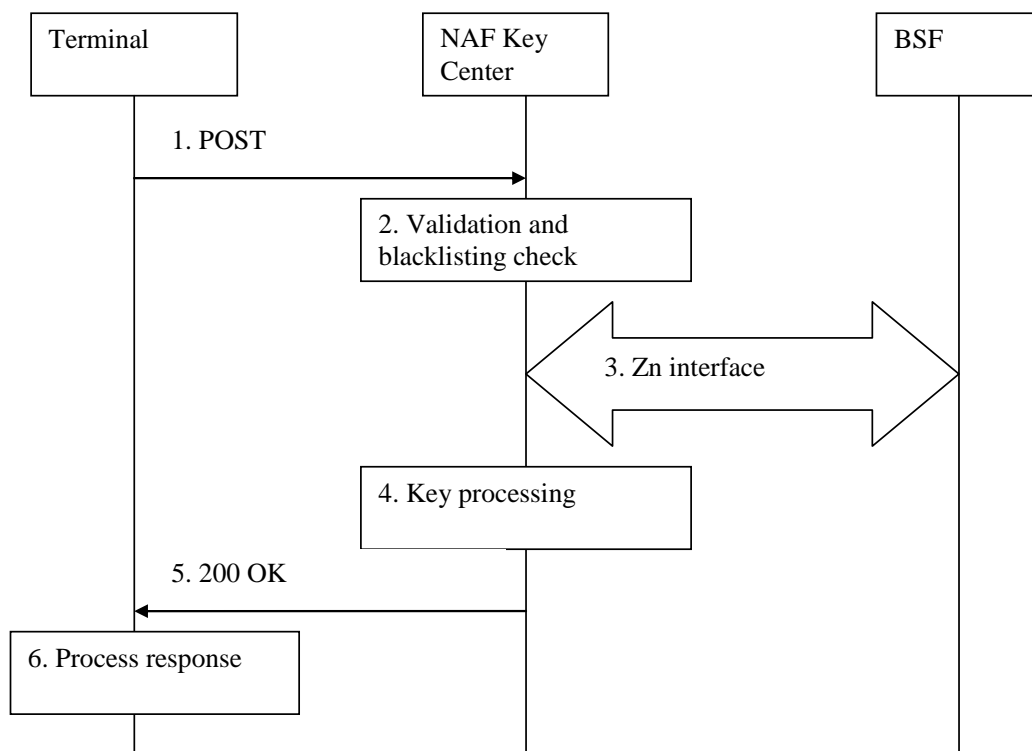 Terminal
NAF Key
Center
BSF
1. POST
2. Validation and
blacklisting check
3. Zn interface
4. Key processing
5. 200 OK
6. Process response